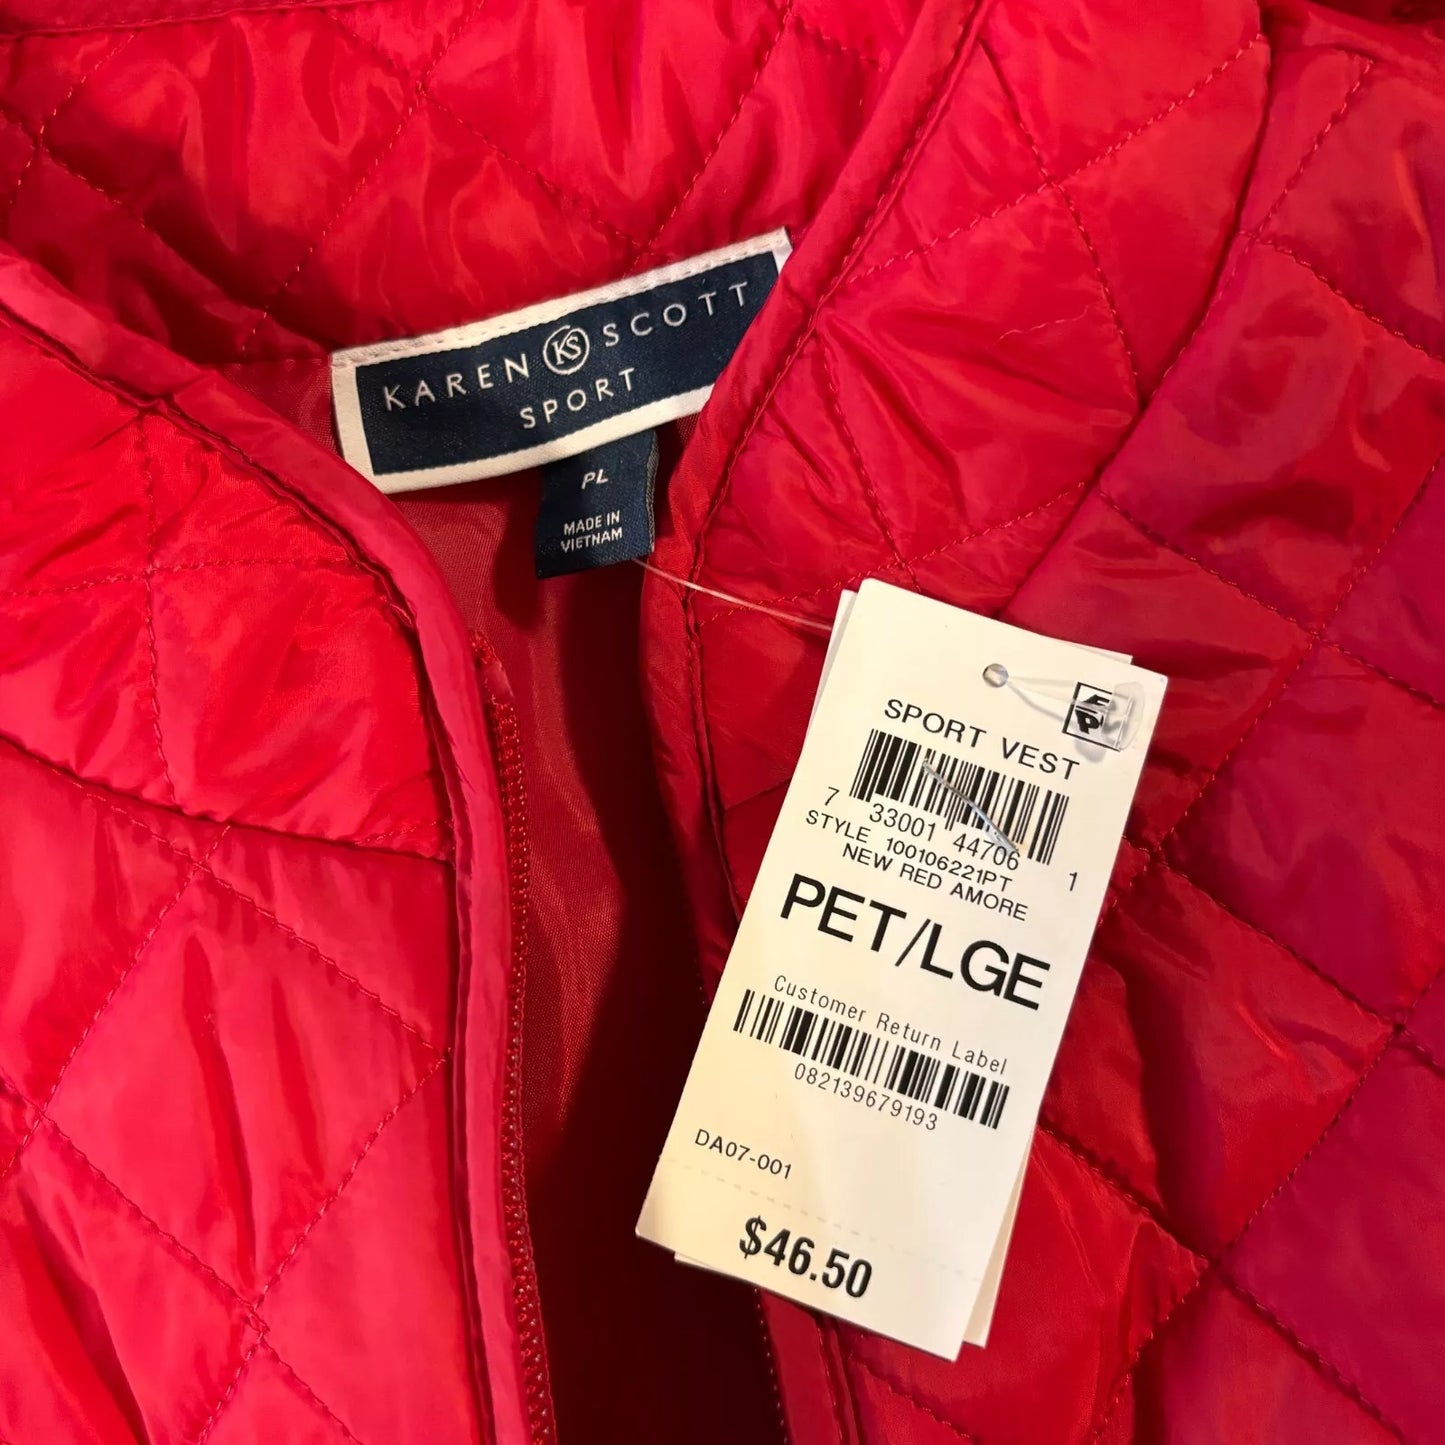 KAREN KS SCOTT
SPORT
PL
MADE IN
VIETNAM
EP
SPORT VEST
7 33001 44706 1
STYLE 100106221PT
NEW RED AMORE
PET/LGE
Customer Return Label
082139679193
DA07-001
$46.50